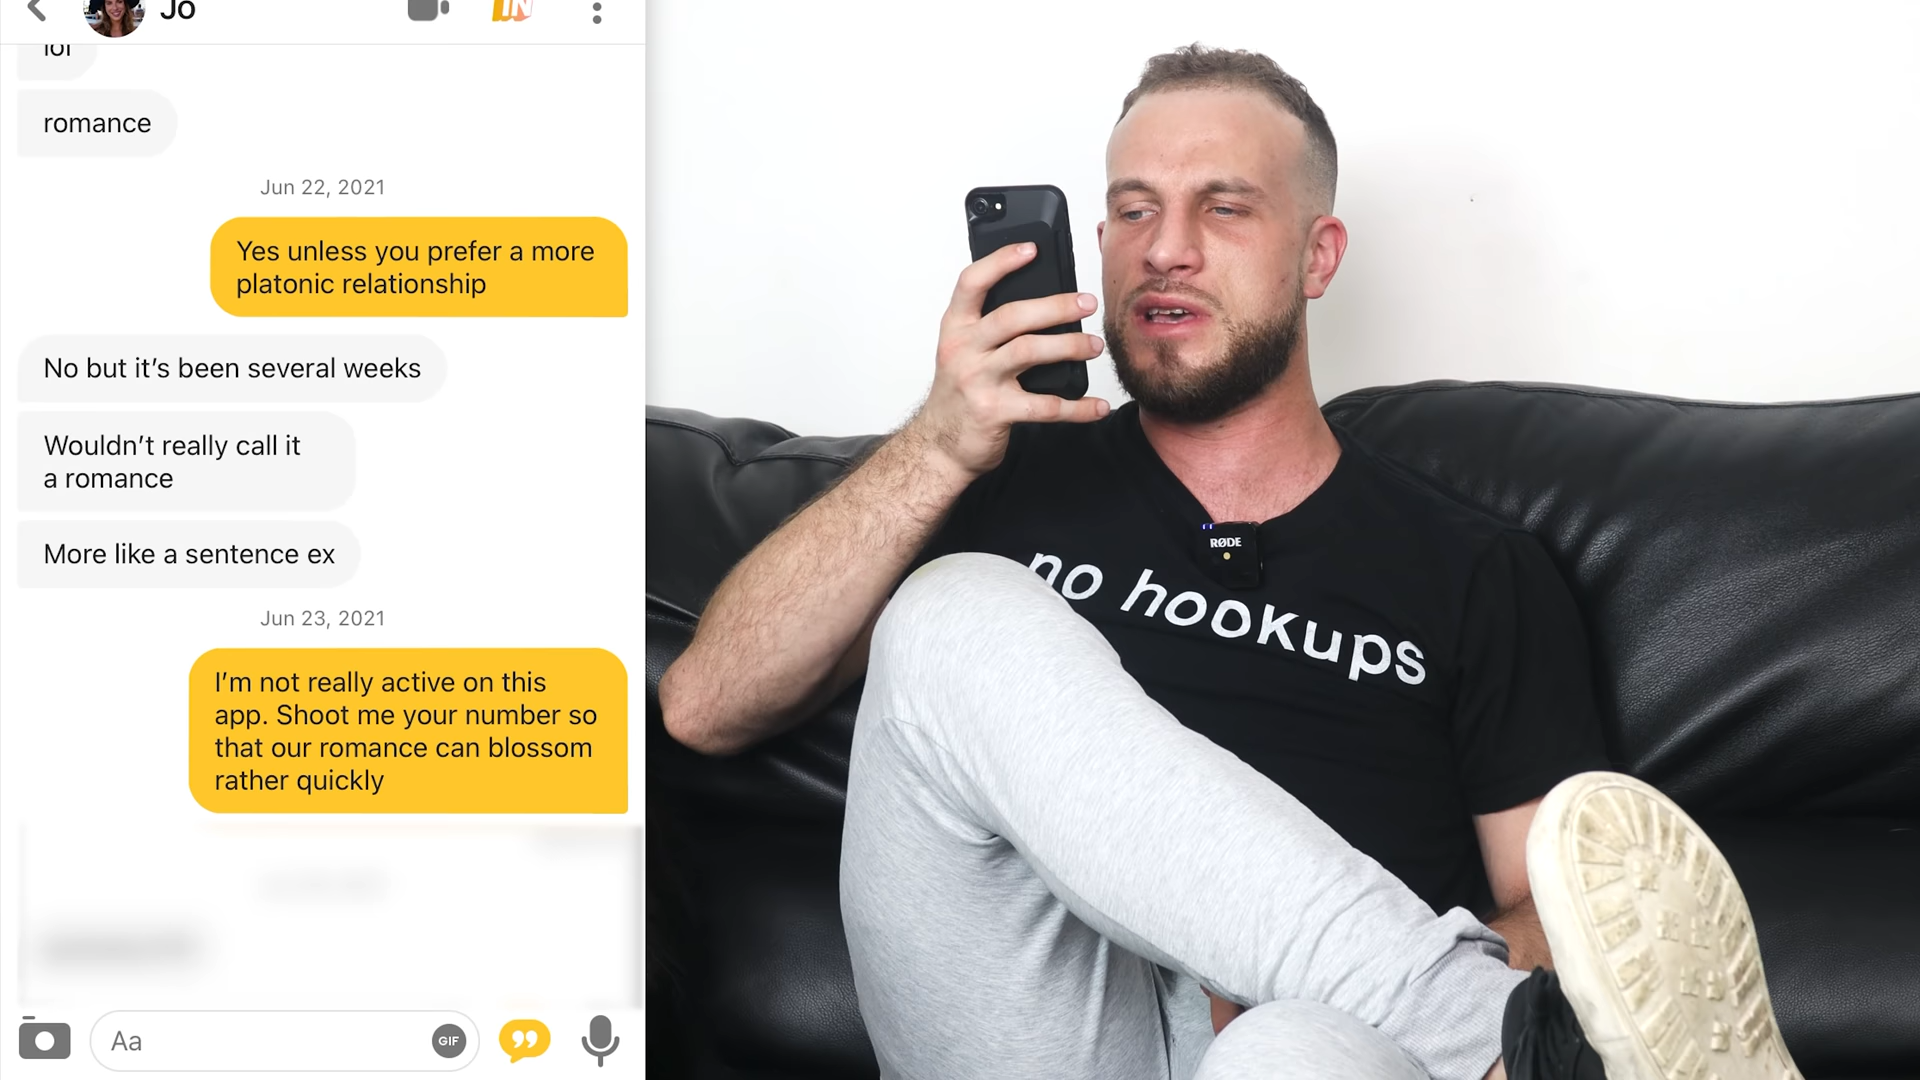 Jo
IN
lol
romance
Jun 22, 2021
Yes unless you prefer a more
platonic relationship
No but it's been several weeks
Wouldn't really call it
a romance
More like a sentence ex
Jun 23, 2021
I'm not really active on this
app. Shoot me your number so
that our romance can blossom
rather quickly
Aa
GIF
RØDE
no hookups